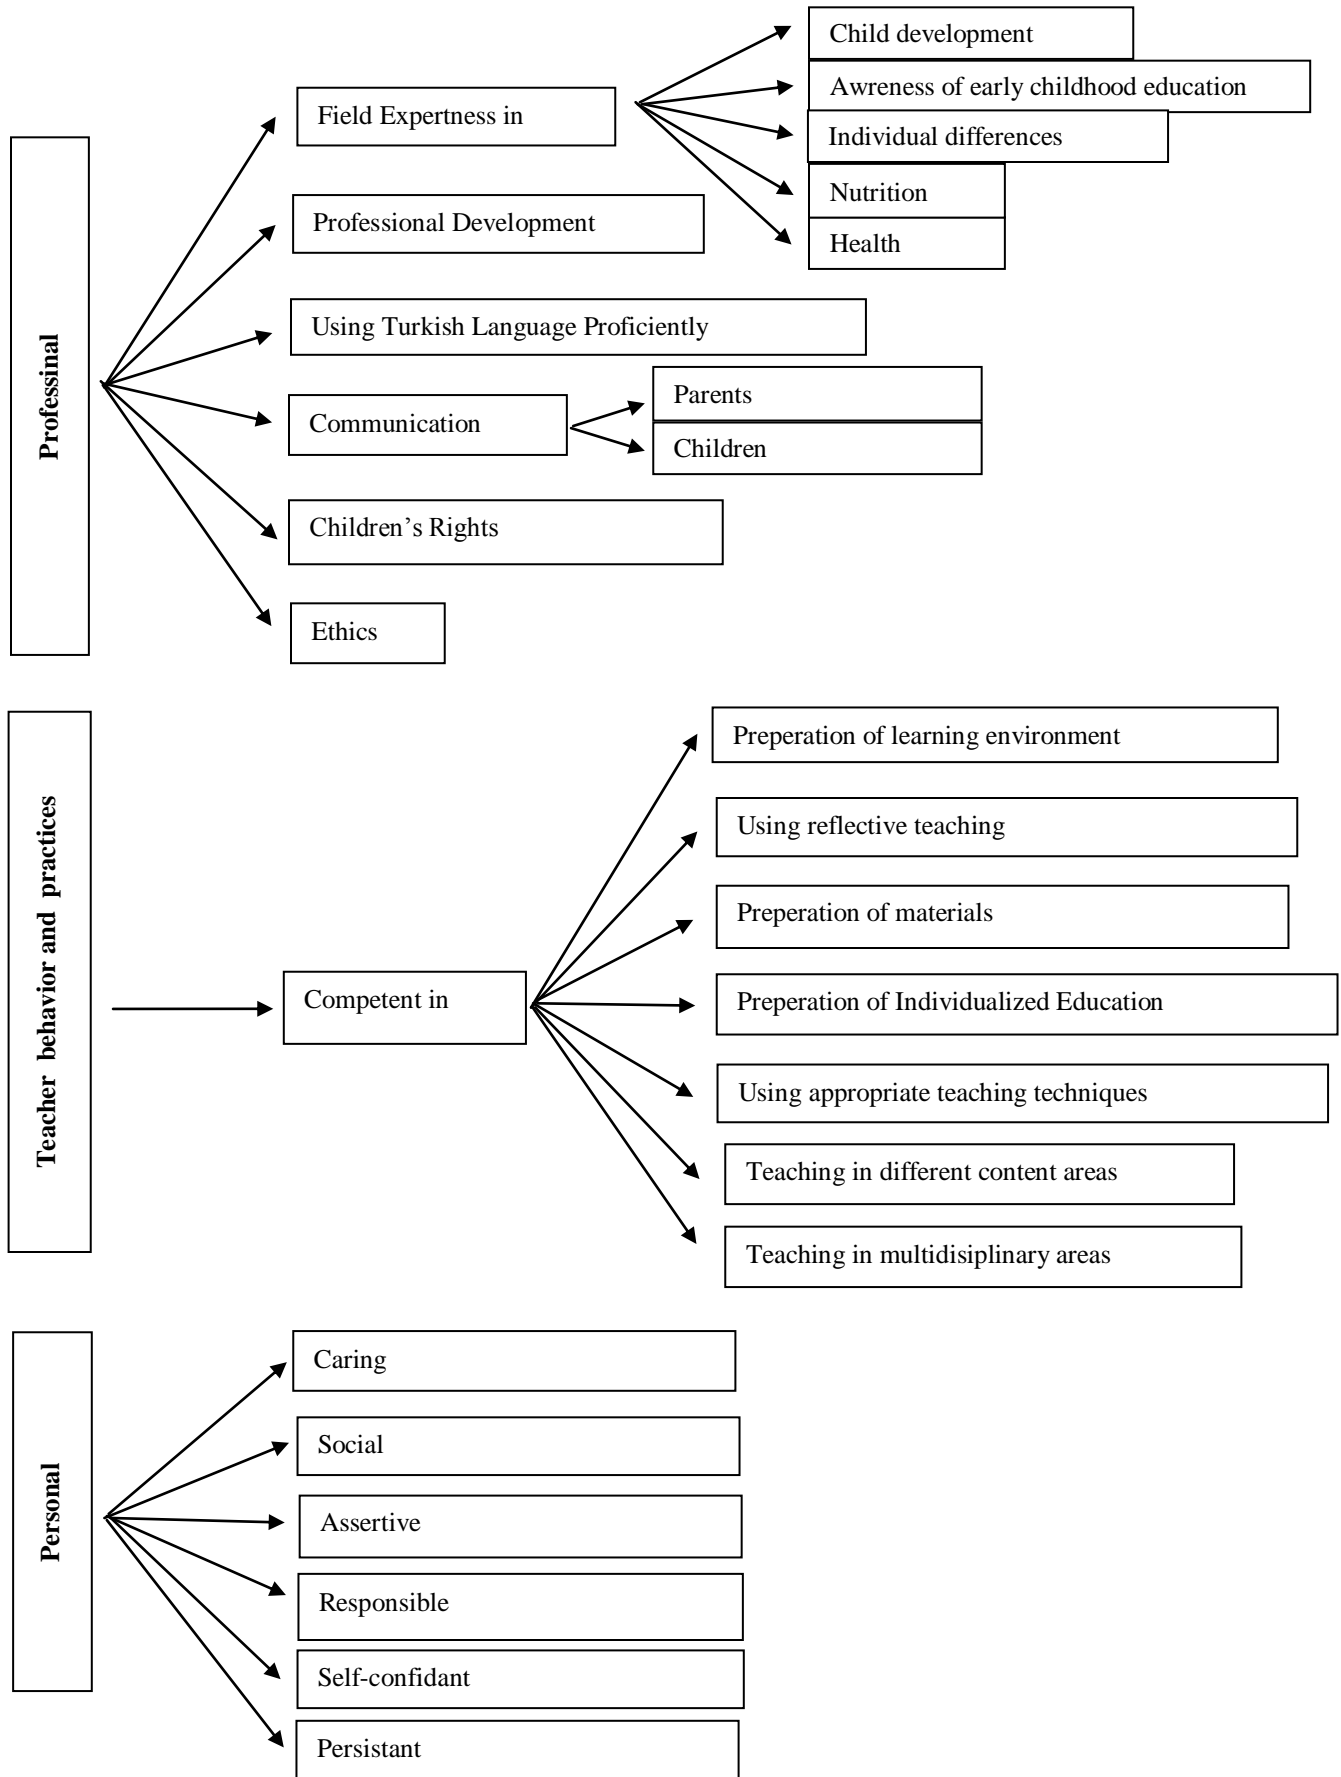 Professinal
Field Expertness in
Child development
Awreness of early childhood education
Individual differences
Nutrition
Health
Professional Development
Using Turkish Language Proficiently
Communication
Parents
Children
Children’s Rights
Ethics
Teacher behavior and practices
Competent in
Preperation of learning environment
Using reflective teaching
Preperation of materials
Preperation of Individualized Education
Using appropriate teaching techniques
Teaching in different content areas
Teaching in multidisiplinary areas
Personal
Caring
Social
Assertive
Responsible
Self-confidant
Persistant